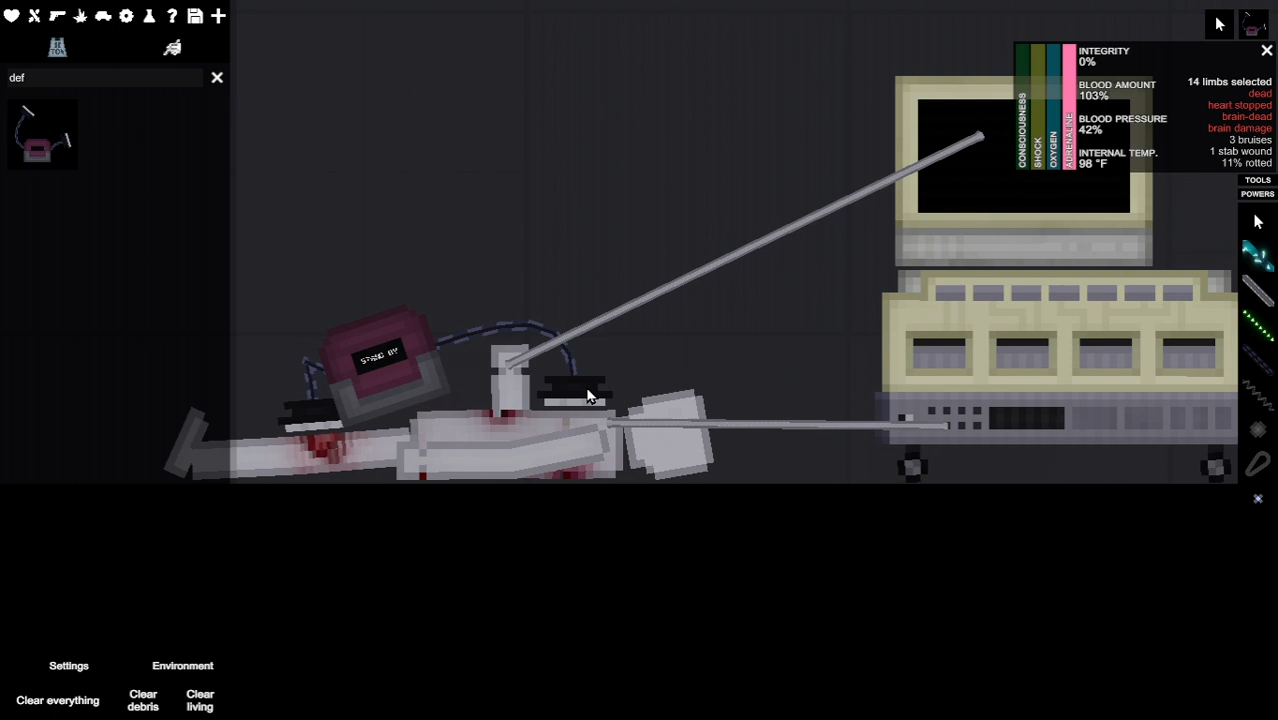 def
STAND BY
CONSCIOUSNESS
SHOCK
OXYGEN
ADRENALINE
INTEGRITY
0%
BLOOD AMOUNT
103%
BLOOD PRESSURE
42%
INTERNAL TEMP.
98 °F
14 limbs selected
dead
heart stopped
brain-dead
brain damage
3 bruises
1 stab wound
11% rotted
TOOLS
POWERS
Settings
Environment
Clear everything
Clear
debris
Clear
living